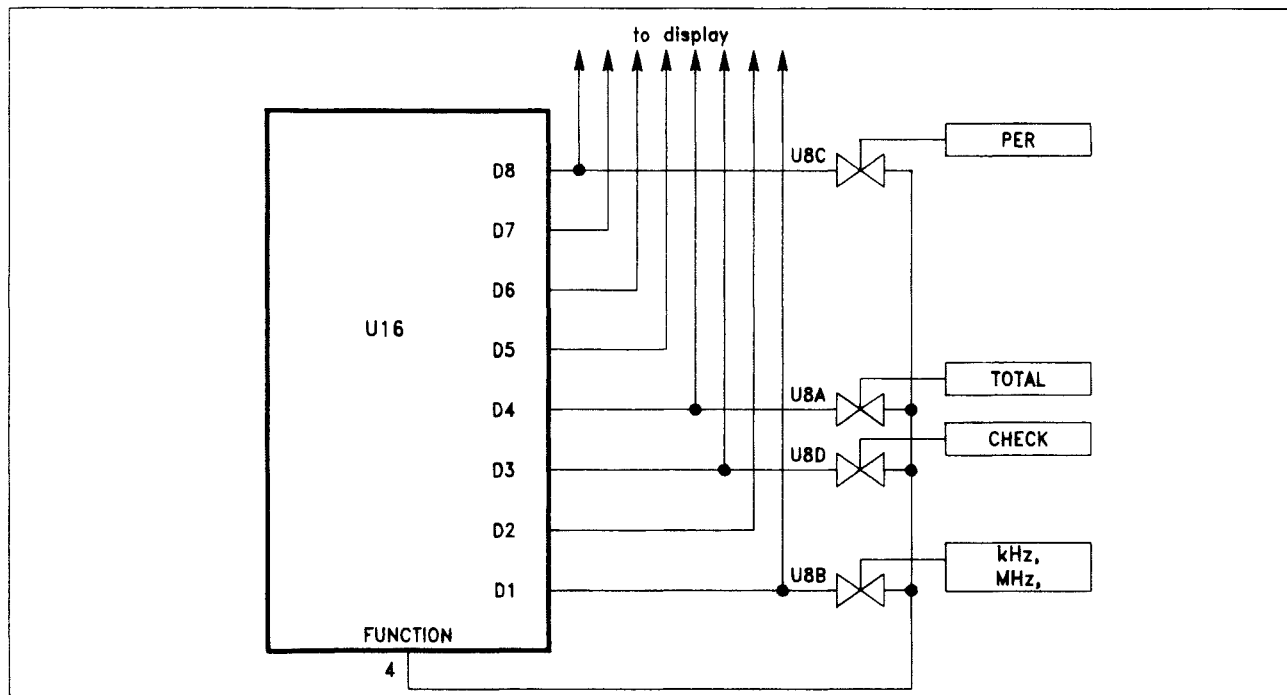 to display
U8C
PER
D8
D7
D6
U16
D5
U8A
TOTAL
D4
U8D
CHECK
D3
D2
U8B
kHz,
MHz,
D1
FUNCTION
4